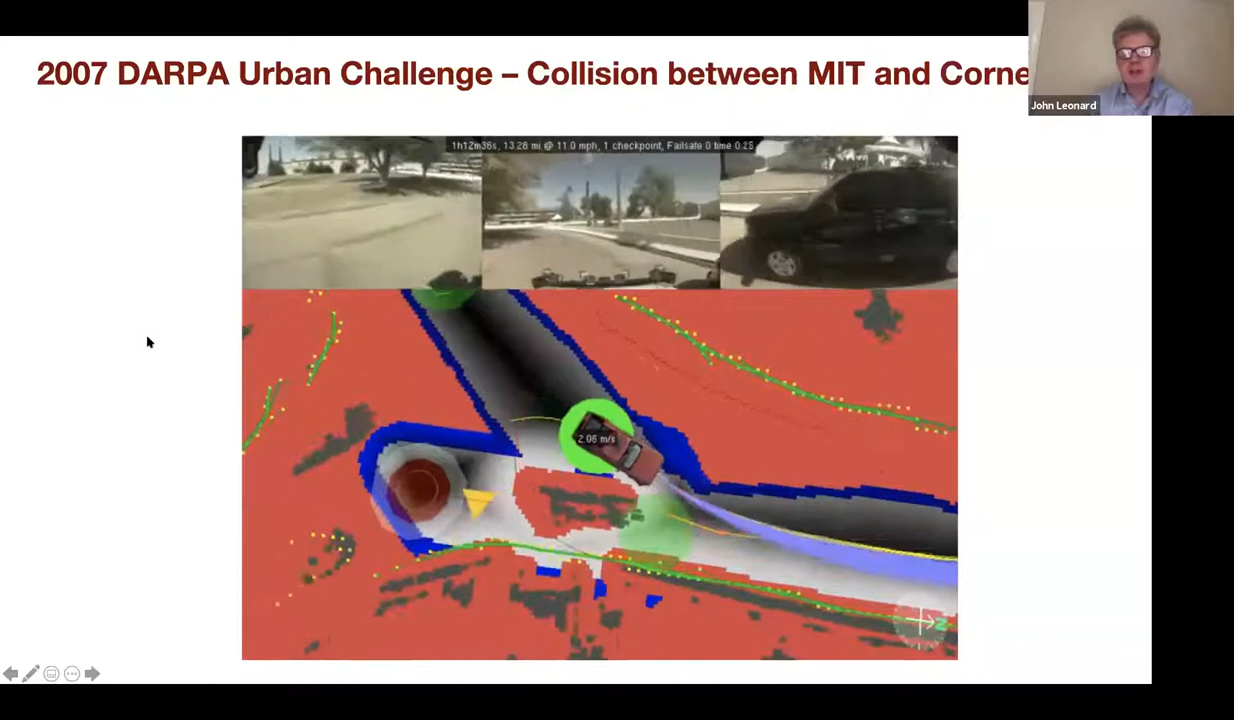 2007 DARPA Urban Challenge – Collision between MIT and Corne
John Leonard
1h12m36s, 13.28 mi @ 11.0 mph, 1 checkpoint, Failsafe 0 time 0.25
2.06 m/s